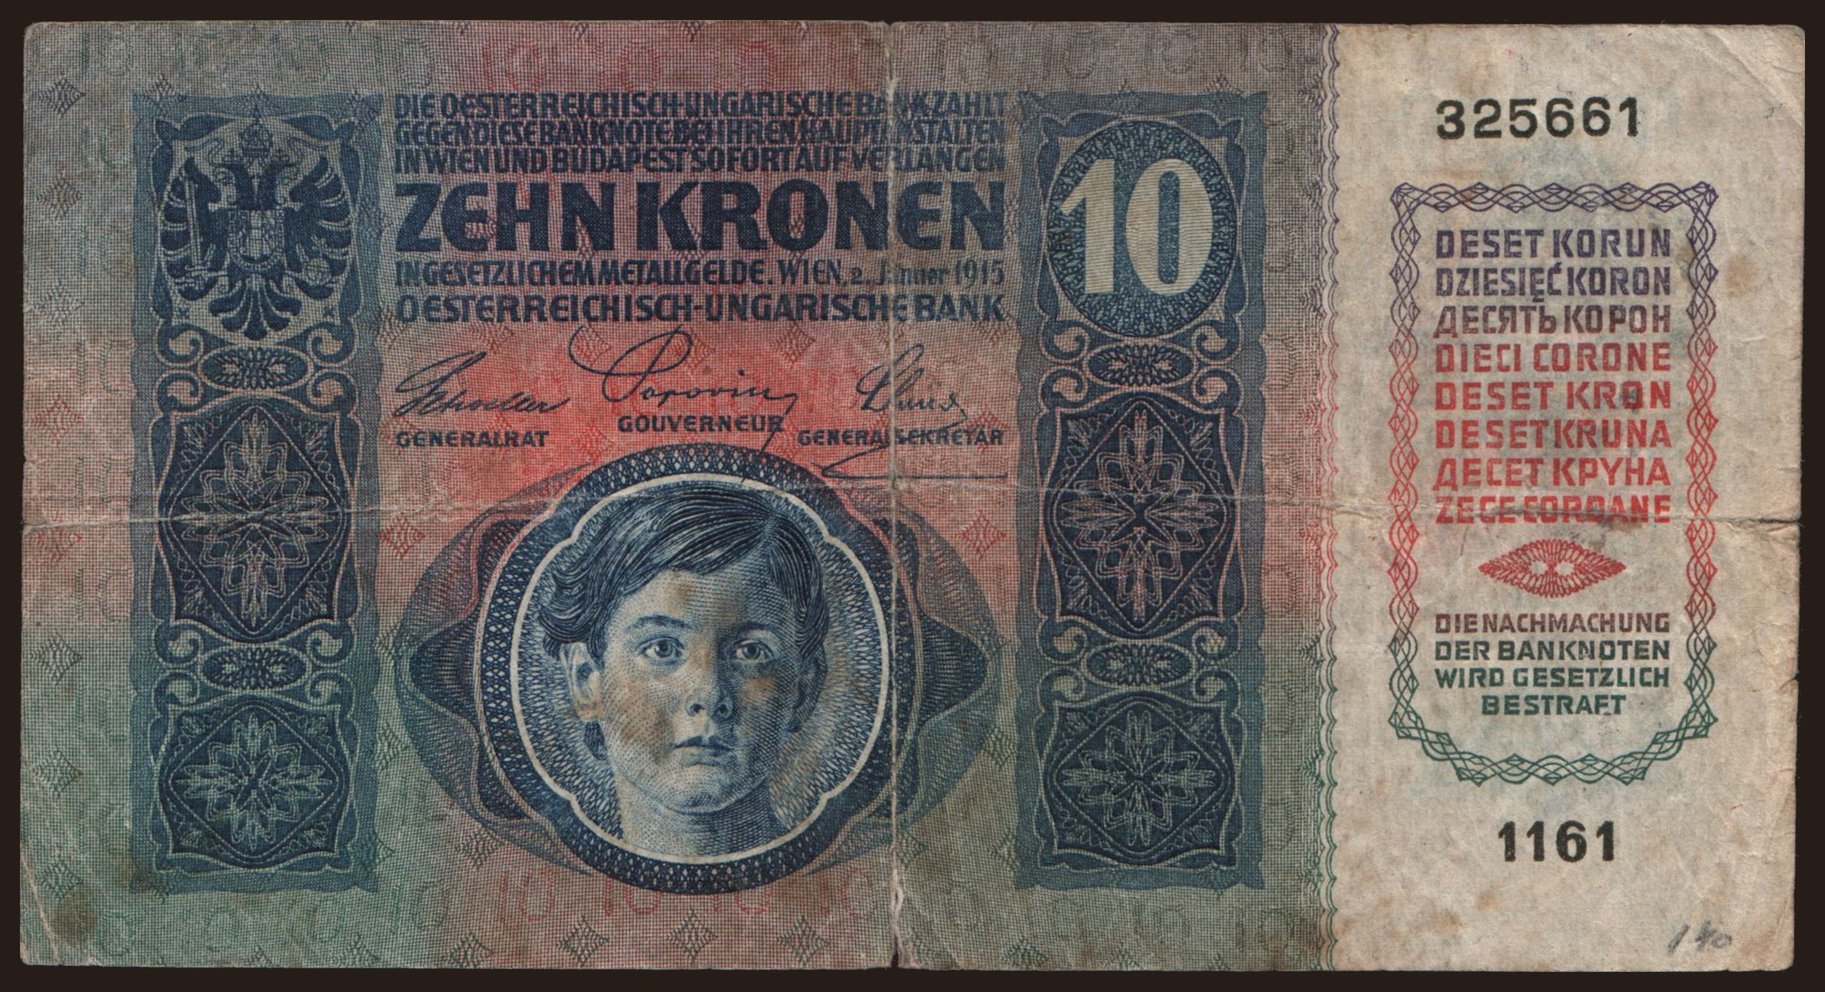 DIE OESTERREICHISCH-UNGARISCHE BANK ZAHLT
GEGEN DIESE BANKNOTE BEI IHREN HAUPTANSTALTEN
IN WIEN UND BUDAPEST SOFORT AUF VERLANGEN
ZEHN KRONEN
IN GESETZLICHEM METALLGELDE. WIEN, 2. Jänner 1915
OESTERREICHISCH-UNGARISCHE BANK
Schoeller Popovics
GENERALRAT
GOUVERNEUR
GENERALSEKRETÄR
10
325661
DESET KORUN
DZIESIĘĆ KORON
ДЕСЯТЬ КОРОН
DIECI CORONE
DESET KRON
DESET KRUNA
ДЕСЕТ КРУНА
ZECE COROANE
DIE NACHMACHUNG
DER BANKNOTEN
WIRD GESETZLICH
BESTRAFT
1161